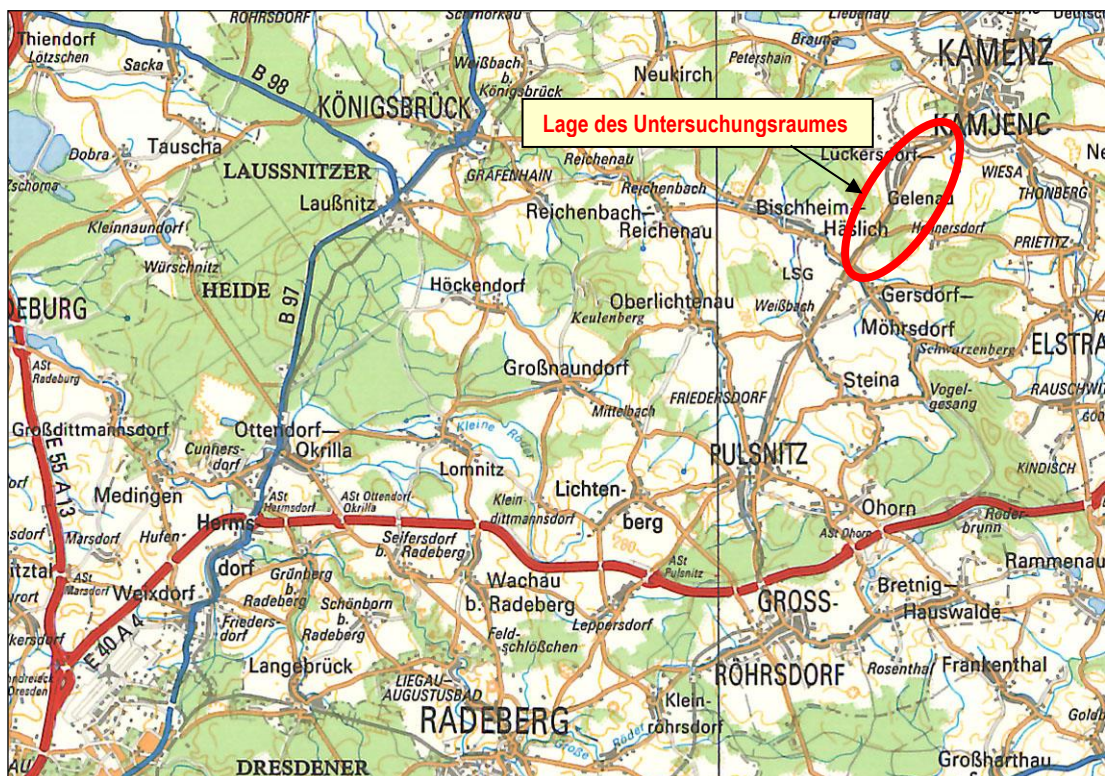 RÖHRSDORF
Schmorkau
Liebenau
Thiendorf
Lötzschen
Sacka
B 98
Weißbach
b.
Königsbrück
Neukirch
Petershain
Brauna
KAMENZ
KAMJENC
KÖNIGSBRÜCK
Lage des Untersuchungsraumes
Dobra
Tauscha
LAUSSNITZER
GRÄFENHAIN
Reichenau
Reichenbach
Lückersdorf—
WIESA
THONBERG
Zschorna
Laußnitz
Reichenbach—
Reichenau
Bischheim—
Häslich
Gelenau
Hennersdorf
PRIETITZ
Kleinnaundorf
Würschnitz
HEIDE
B 97
Höckendorf
Oberlichtenau
Keulenberg
LSG
Weißbach
Gersdorf—
Möhrsdorf
Schwarzenberg
ELSTRA
DEBURG
ASt
Radeburg
Großnaundorf
Mittelbach
FRIEDERSDORF
Steina
Vogel-
gesang
RAUSCHWITZ
Großdittmannsdorf
Cunners-
dorf
Ottendorf—
Okrilla
Kleine Röder
PULSNITZ
KINDISCH
E 55 A 13
Medingen
ASt
Hermsdorf
ASt Ottendorf
Okrilla
Lomnitz
Klein-
dittmannsdorf
Lichten-
berg
Ohorn
ASt Ohorn
Röder-
brunn
Marsdorf
Hufen
Herms-
dorf
Seifersdorf
b.
Radeberg
260
ASt
Pulsnitz
Rammenau
ASt
Marsdorf
Weixdorf
Grünberg
b.
Radeberg
Wachau
b. Radeberg
Bretnig—
Hauswalde
E 40 A 4
Frieders-
dorf
Schönborn
b.
Radeberg
Leppersdorf
GROSS-
RÖHRSDORF
Feld-
schlößchen
Langebrück
LIEGAU—
AUGUSTUSBAD
Rosenthal
Frankenthal
Klein-
röhrsdorf
RADEBERG
Große Röder
Goldb
Großharthau
DRESDENER